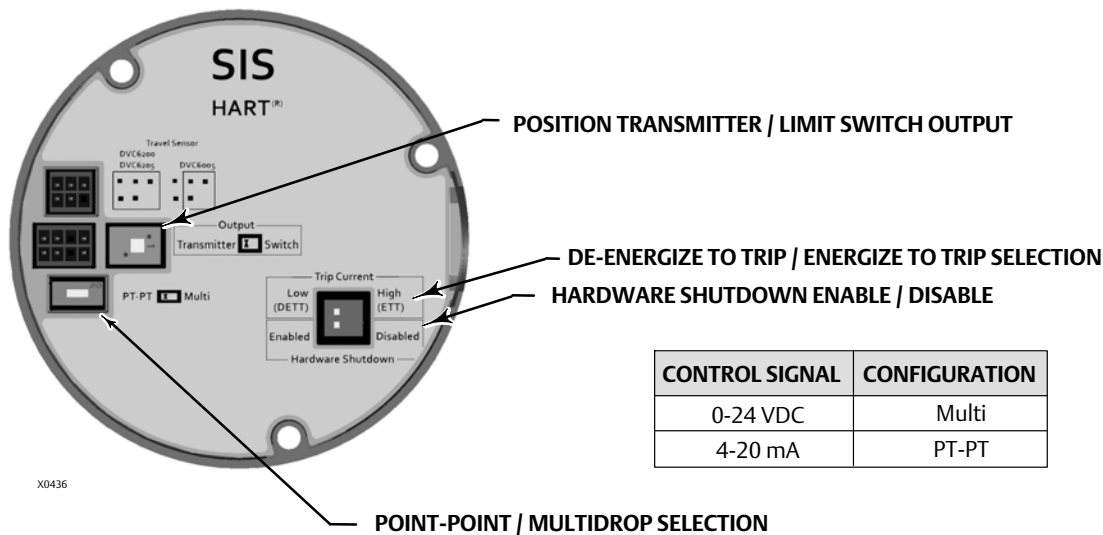 SIS
HART (R)
POSITION TRANSMITTER / LIMIT SWITCH OUTPUT
Travel Sensor
DVC6200
DVC6205
DVC6005
Output
Transmitter
Switch
DE-ENERGIZE TO TRIP / ENERGIZE TO TRIP SELECTION
Trip Current
Low
(DETT)
High
(ETT)
HARDWARE SHUTDOWN ENABLE / DISABLE
PT-PT
Multi
Enabled
Disabled
Hardware Shutdown
CONTROL SIGNAL CONFIGURATION
0-24 VDC Multi
4-20 mA PT-PT
X0436
POINT-POINT / MULTIDROP SELECTION